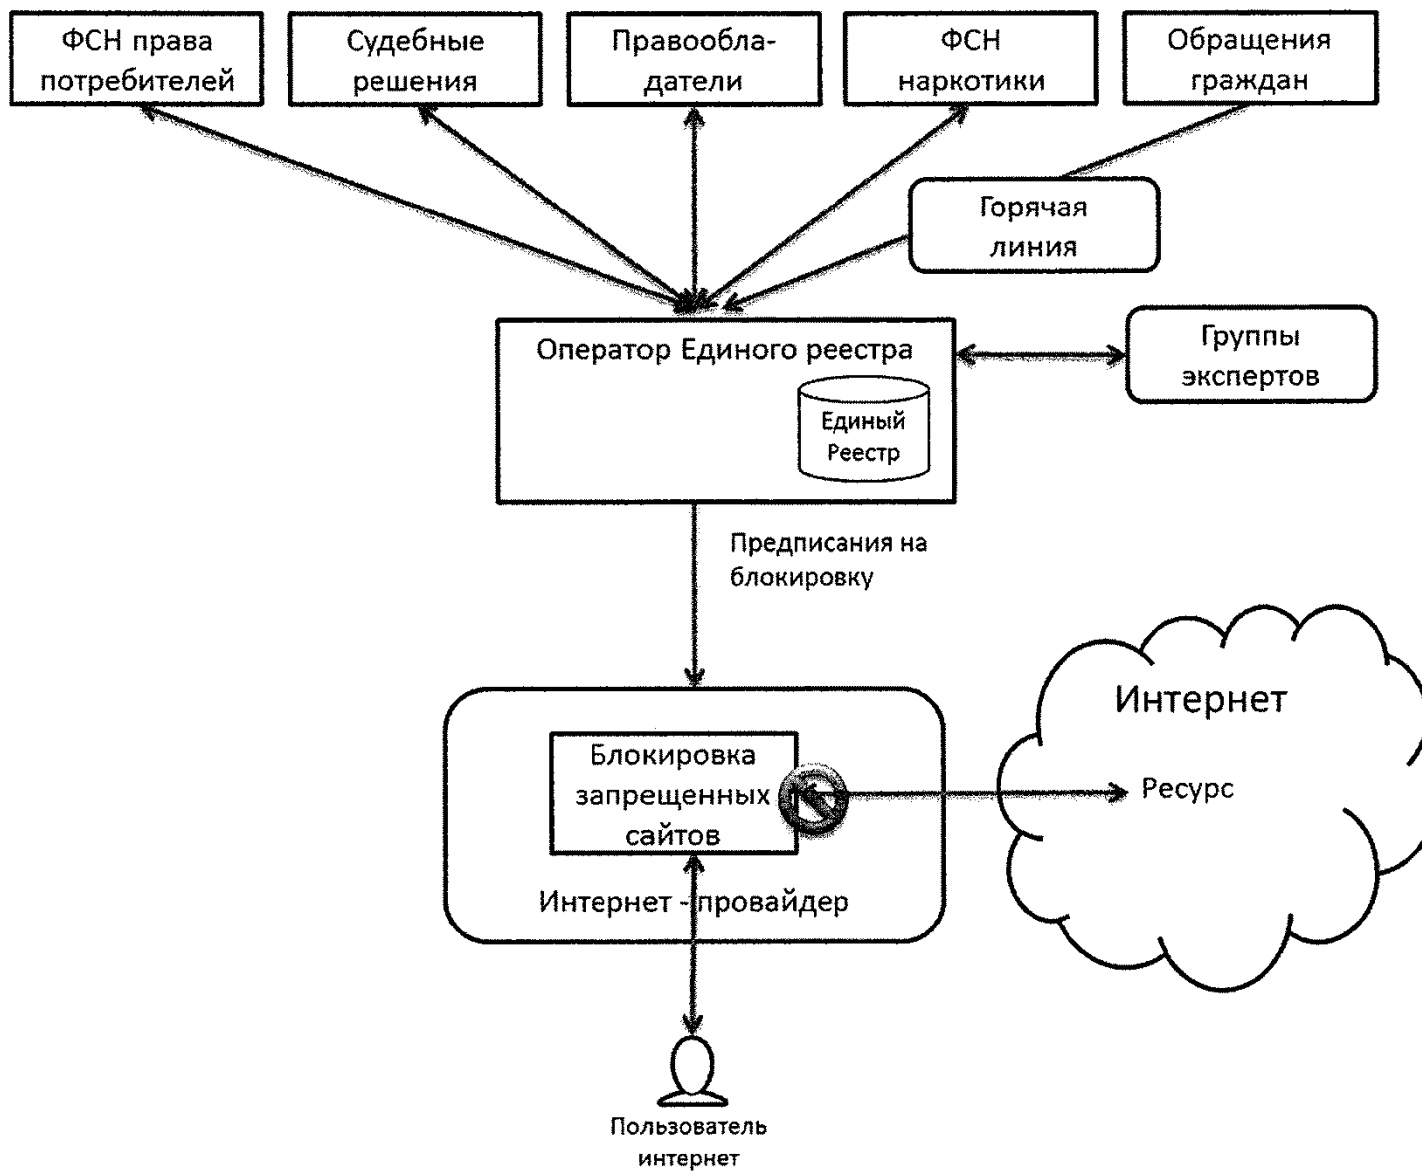 ФСН права
потребителей
Судебные
решения
Правообла-
датели
ФСН
наркотики
Обращения
граждан
Горячая
линия
Оператор Единого реестра
Единый
Реестр
Группы
экспертов
Предписания на
блокировку
Интернет
Ресурс
Блокировка
запрещенных
сайтов
Интернет - провайдер
Пользователь
интернет